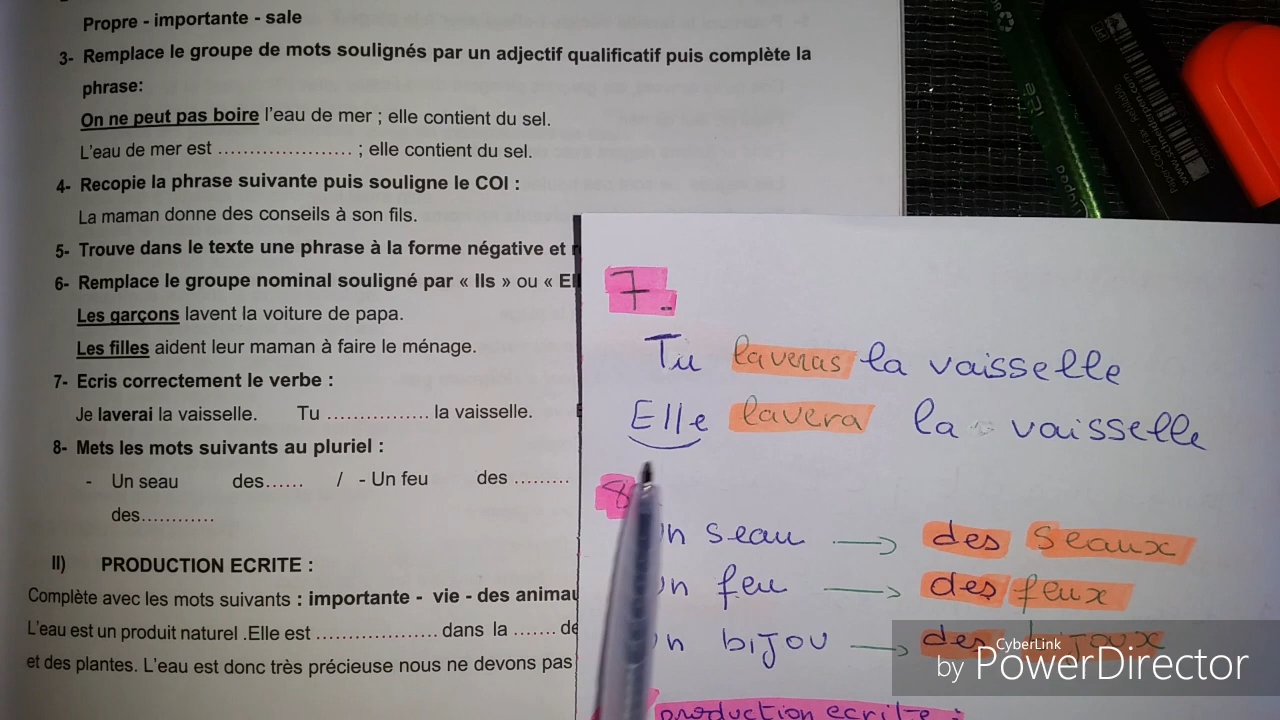 Propre - importante - sale
3- Remplace le groupe de mots soulignés par un adjectif qualificatif puis complète la
phrase:
On ne peut pas boire l'eau de mer ; elle contient du sel.
L'eau de mer est ..................... ; elle contient du sel.
4- Recopie la phrase suivante puis souligne le COI :
La maman donne des conseils à son fils.
5- Trouve dans le texte une phrase à la forme négative et
6- Remplace le groupe nominal souligné par « Ils » ou « El
Les garçons lavent la voiture de papa.
Les filles aident leur maman à faire le ménage.
7- Ecris correctement le verbe :
Je laverai la vaisselle. Tu ................ la vaisselle.
8- Mets les mots suivants au pluriel :
- Un seau des...... / - Un feu des .........
des............
II) PRODUCTION ECRITE :
Complète avec les mots suivants : importante - vie - des animau
L'eau est un produit naturel .Elle est .................. dans la ....... de
et des plantes. L'eau est donc très précieuse nous ne devons pas
7.
Tu laveras la vaisselle
Elle lavera la vaisselle
8
un seau → des seaux
un feu → des feux
un bijou → des bijoux
production ecrite :
CyberLink
by PowerDirector